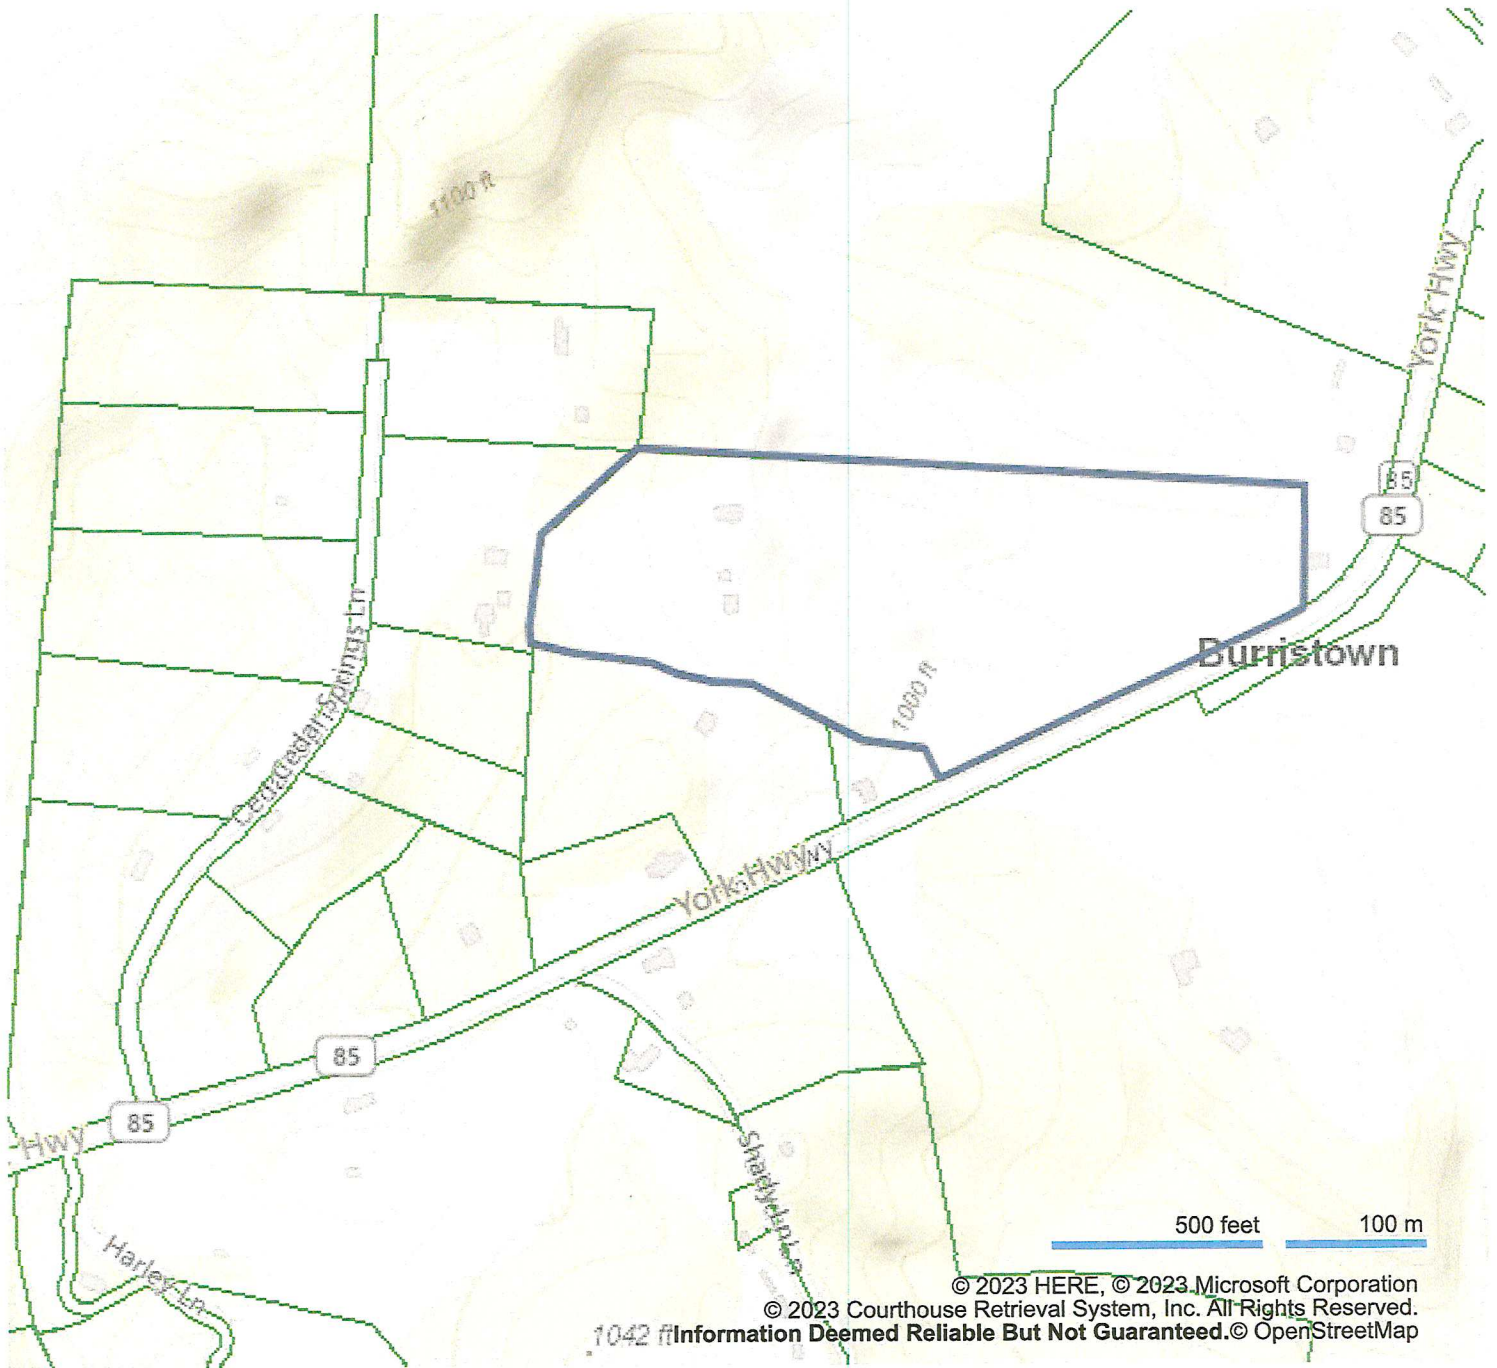 1100 ft
York Hwy
85
85
Burristown
1000 ft
Cedar Springs Ln
York Hwy
85
85
Hwy
Shady Ln
Harley Ln
500 feet
100 m
© 2023 HERE, © 2023 Microsoft Corporation
© 2023 Courthouse Retrieval System, Inc. All Rights Reserved.
1042 ft
Information Deemed Reliable But Not Guaranteed.© OpenStreetMap